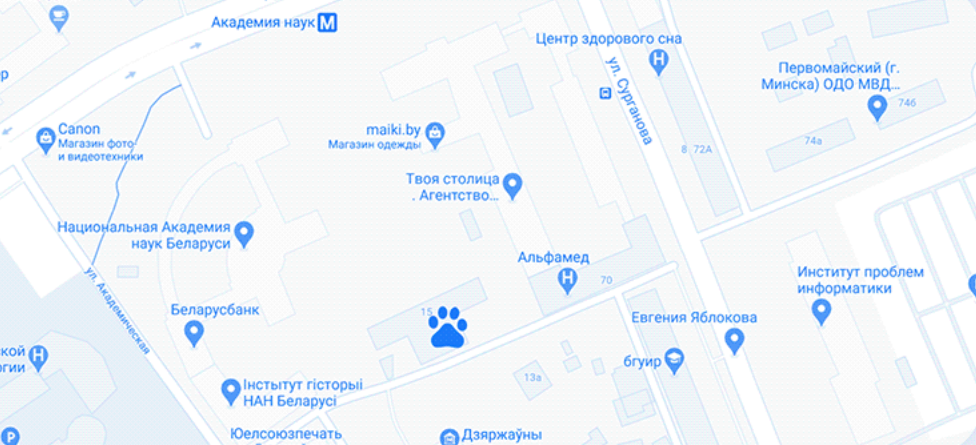 Академия наук
M
Центр здорового сна
H
ул. Сурганова
Первомайский (г.
Минска) ОДО МВД...
74б
74а
8
72А
Canon
Магазин фото-
и видеотехники
maiki.by
Магазин одежды
Твоя столица
. Агентство...
Национальная Академия
наук Беларуси
ул. Академическая
Альфамед
H
70
Институт проблем
информатики
Беларусбанк
15
Евгения Яблокова
бгуир
H
13а
Інстытут гісторыі
НАН Беларусі
Юелсоюзпечать
Дзяржаўны
P